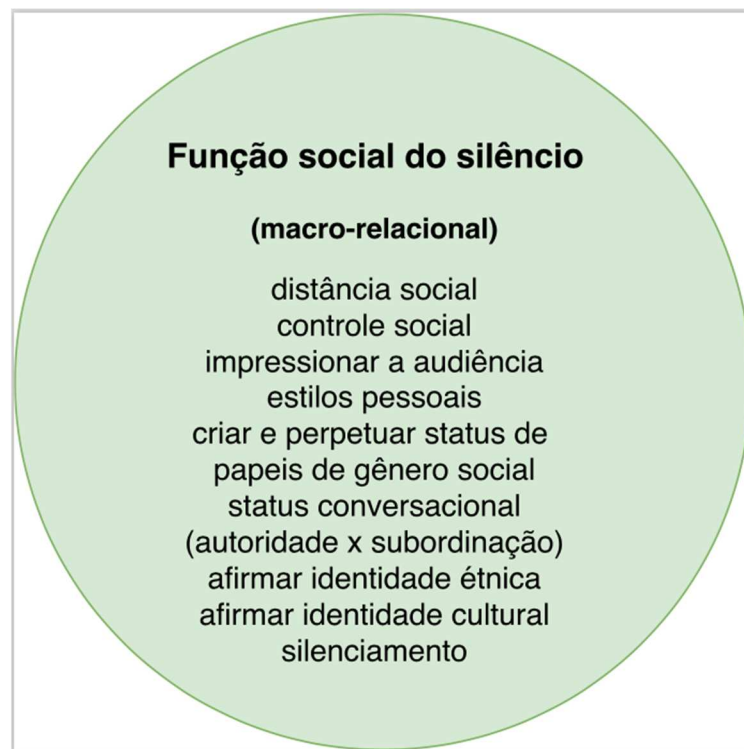 Função social do silêncio
(macro-relacional)
distância social
controle social
impressionar a audiência
estilos pessoais
criar e perpetuar status de
papeis de gênero social
status conversacional
(autoridade x subordinação)
afirmar identidade étnica
afirmar identidade cultural
silenciamento